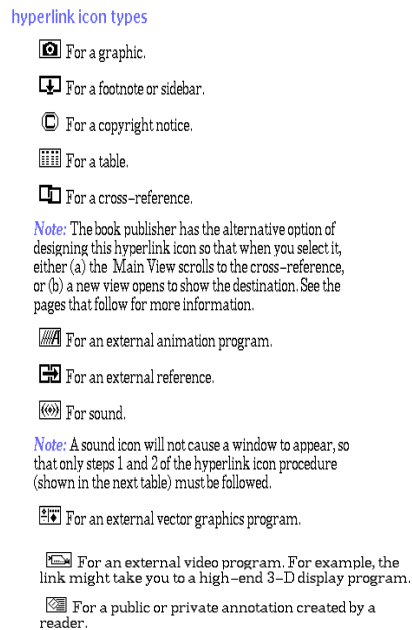 hyperlink icon types
For a graphic.
For a footnote or sidebar.
For a copyright notice.
For a table.
For a cross-reference.
Note: The book publisher has the alternative option of
designing this hyperlink icon so that when you select it,
either (a) the Main View scrolls to the cross-reference,
or (b) a new view opens to show the destination. See the
pages that follow for more information.
For an external animation program.
For an external reference.
For sound.
Note: A sound icon will not cause a window to appear, so
that only steps 1 and 2 of the hyperlink icon procedure
(shown in the next table) must be followed.
For an external vector graphics program.
For an external video program. For example, the
link might take you to a high-end 3-D display program.
For a public or private annotation created by a
reader.